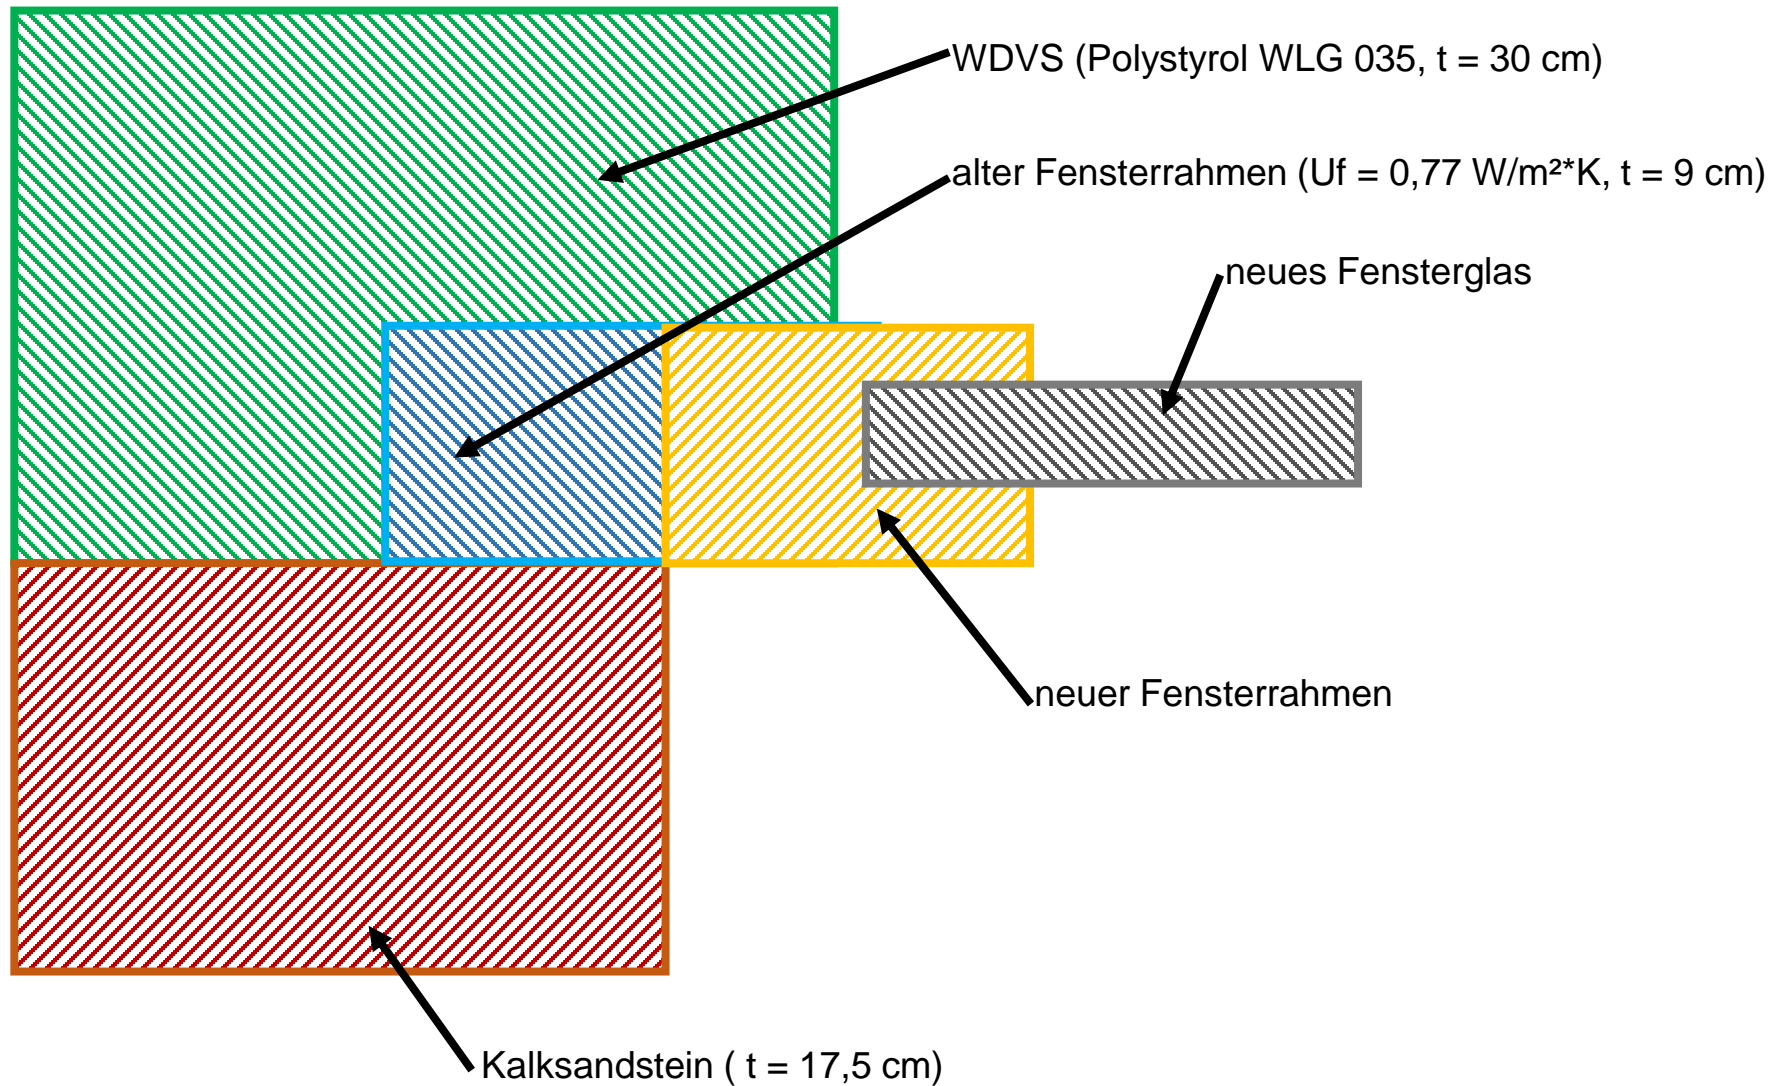 WDVS (Polystyrol WLG 035, t = 30 cm)
alter Fensterrahmen (Uf = 0,77 W/m²*K, t = 9 cm)
neues Fensterglas
neuer Fensterrahmen
Kalksandstein ( t = 17,5 cm)